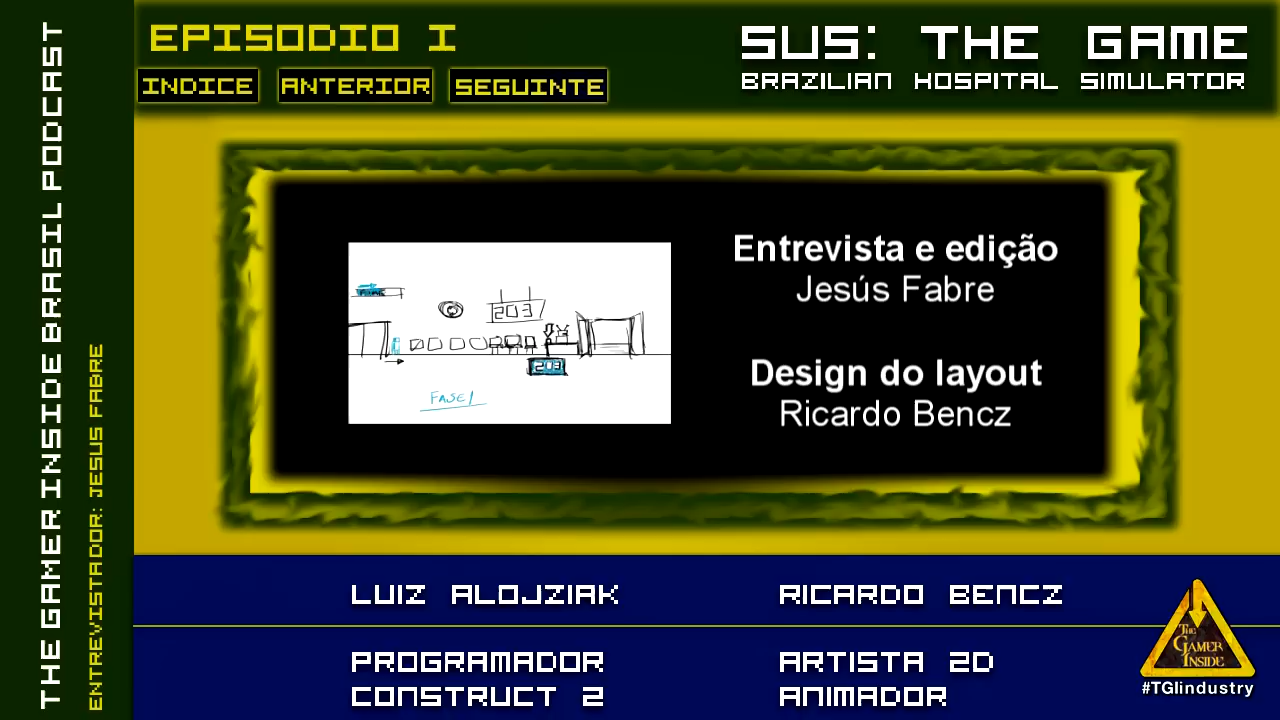 EPISODIO I
INDICE
ANTERIOR
SEGUINTE
SUS: THE GAME
BRAZILIAN HOSPITAL SIMULATOR
THE GAMER INSIDE BRASIL PODCAST
ENTREVISTADOR: JESUS FABRE
203
203
FASE 1
Entrevista e edição
Jesús Fabre
Design do layout
Ricardo Bencz
LUIZ ALOJZIAK
PROGRAMADOR
CONSTRUCT 2
RICARDO BENCZ
ARTISTA 2D
ANIMADOR
THE
GAMER
INSIDE
#TGIindustry